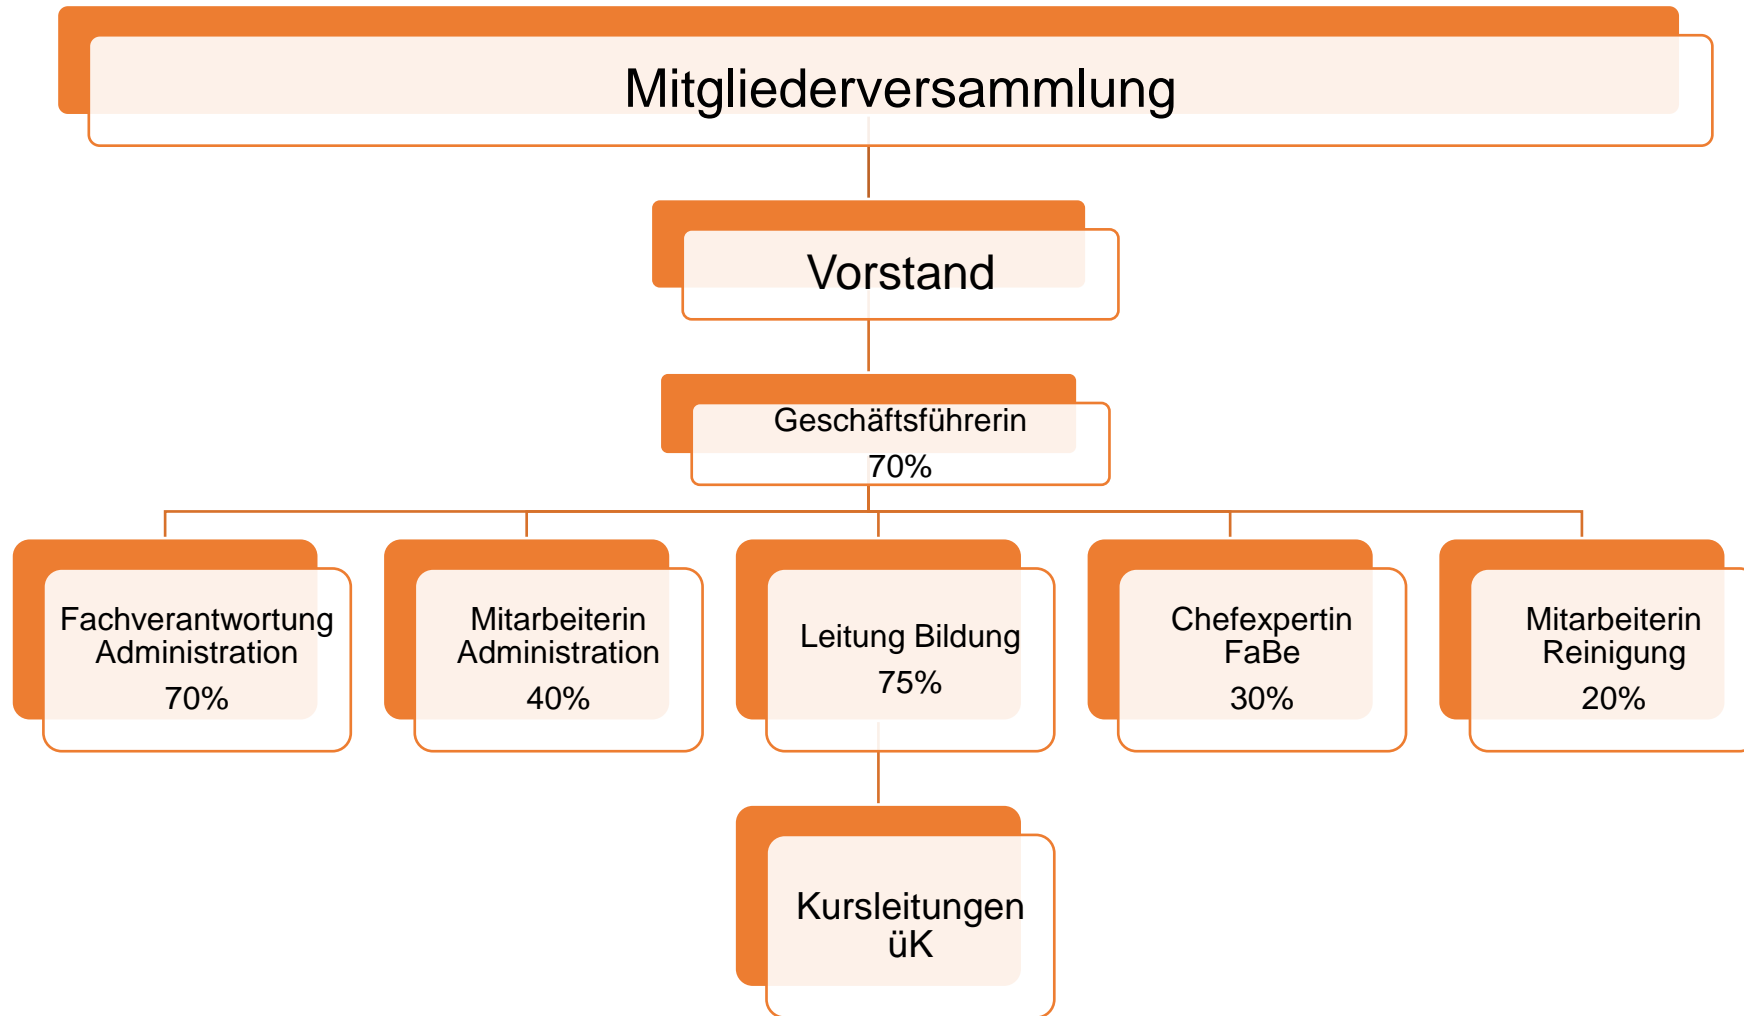 Mitgliederversammlung
Vorstand
Geschäftsführerin
70%
Fachverantwortung
Administration
70%
Mitarbeiterin
Administration
40%
Leitung Bildung
75%
Chefexpertin
FaBe
30%
Mitarbeiterin
Reinigung
20%
Kursleitungen
üK